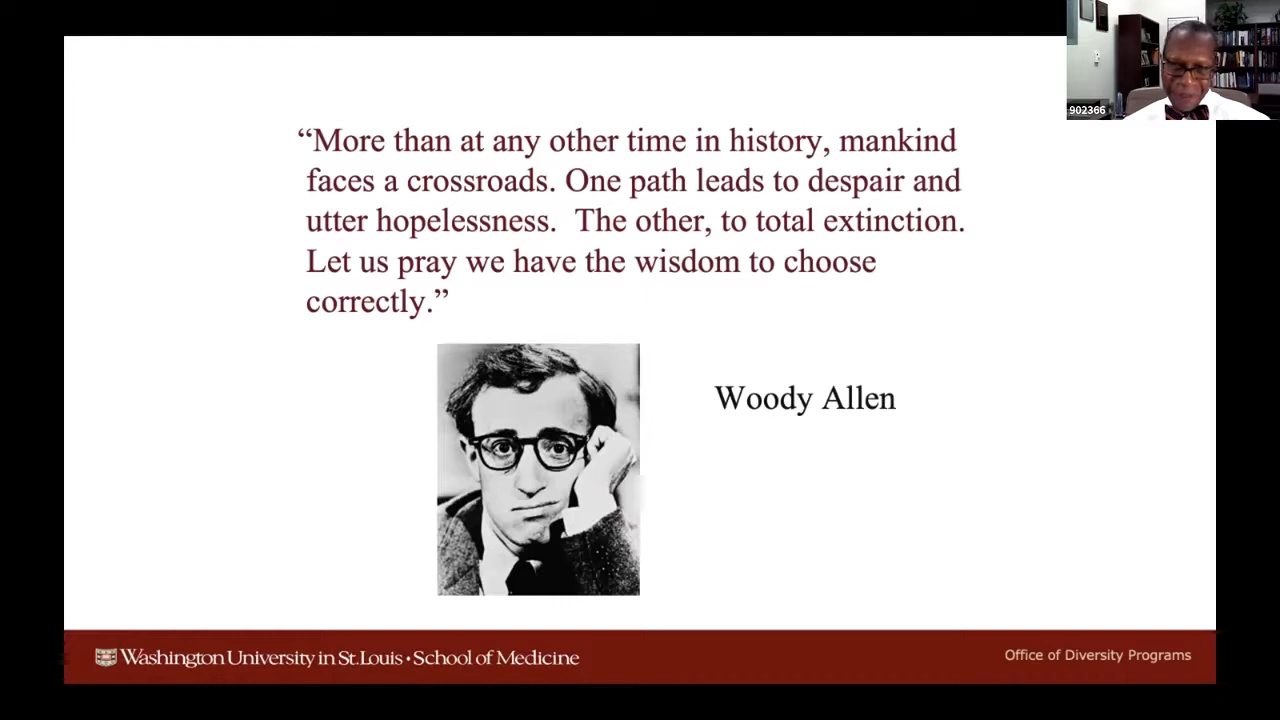 902366
“More than at any other time in history, mankind
faces a crossroads. One path leads to despair and
utter hopelessness.  The other, to total extinction.
Let us pray we have the wisdom to choose
correctly.”
Woody Allen
Washington University in St. Louis • School of Medicine
Office of Diversity Programs